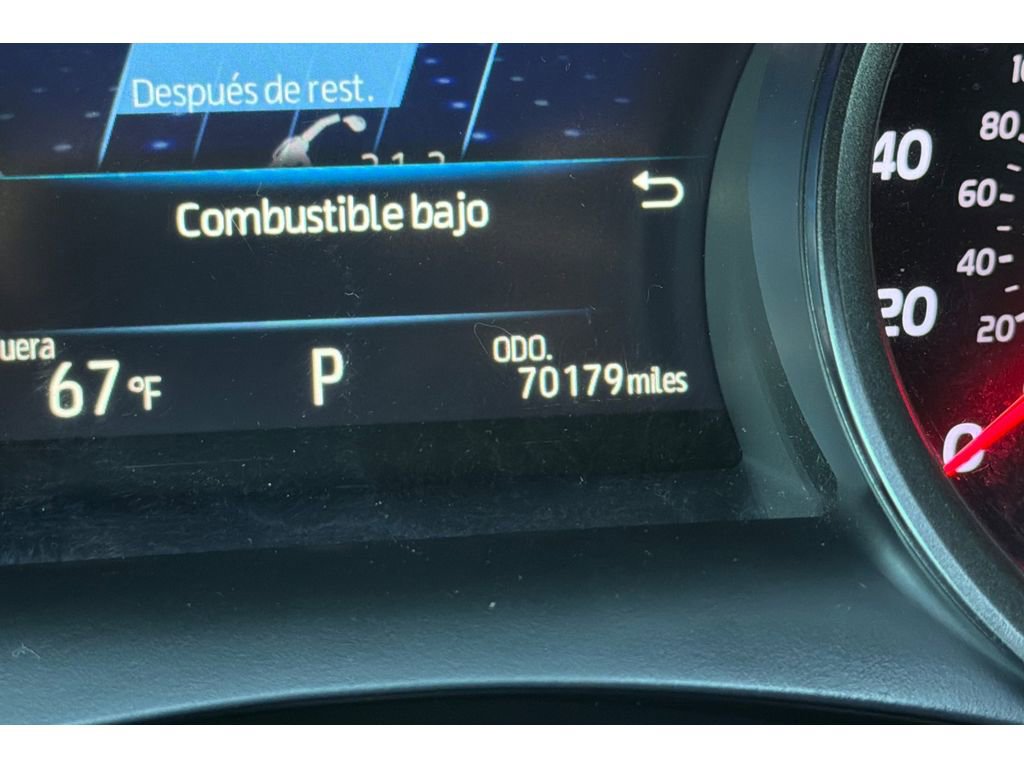 Después de rest.
Combustible bajo
uera
67 °F
P
ODO.
70179 miles
40
20
0
80
60
40
20